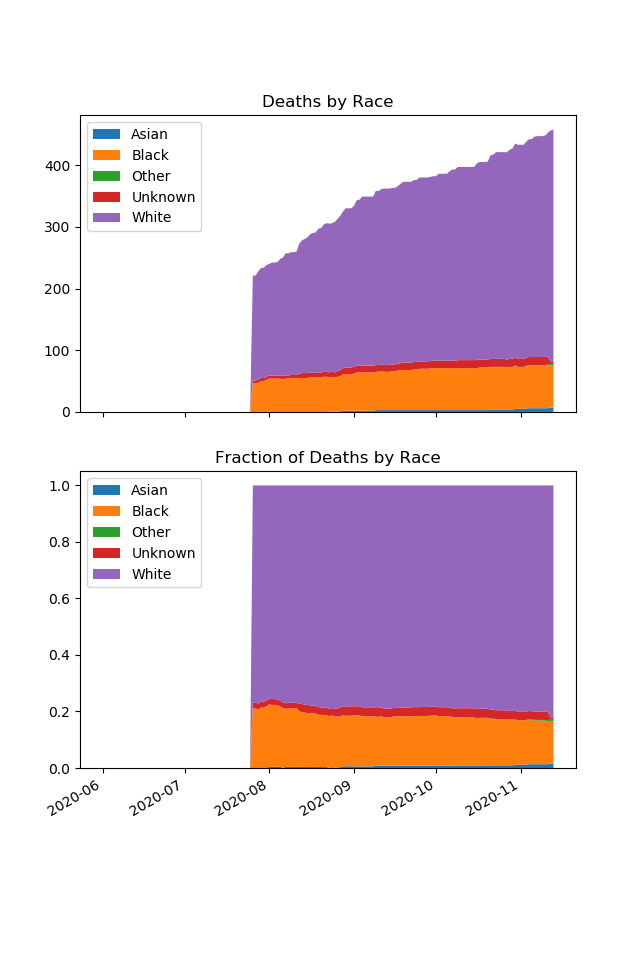 Deaths by Race
Asian
Black
Other
Unknown
White
400
300
200
100
0
Fraction of Deaths by Race
Asian
Black
Other
Unknown
White
1.0
0.8
0.6
0.4
0.2
0.0
2020-06
2020-07
2020-08
2020-09
2020-10
2020-11